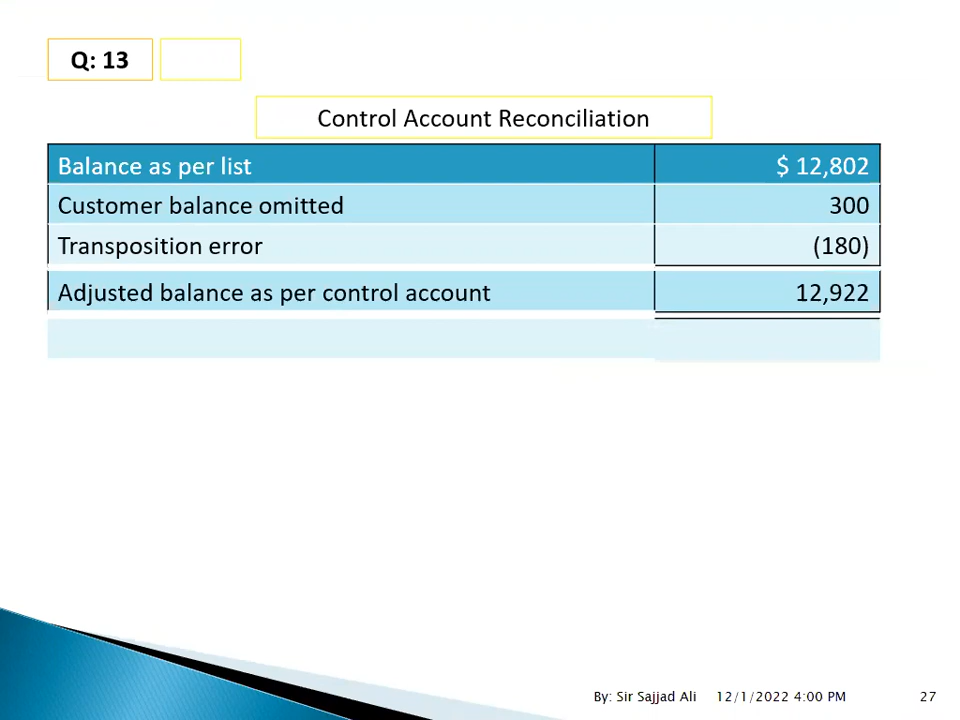 Q: 13
Control Account Reconciliation
Balance as per list $ 12,802
Customer balance omitted 300
Transposition error (180)
Adjusted balance as per control account 12,922
By: Sir Sajjad Ali 12/1/2022 4:00 PM 27